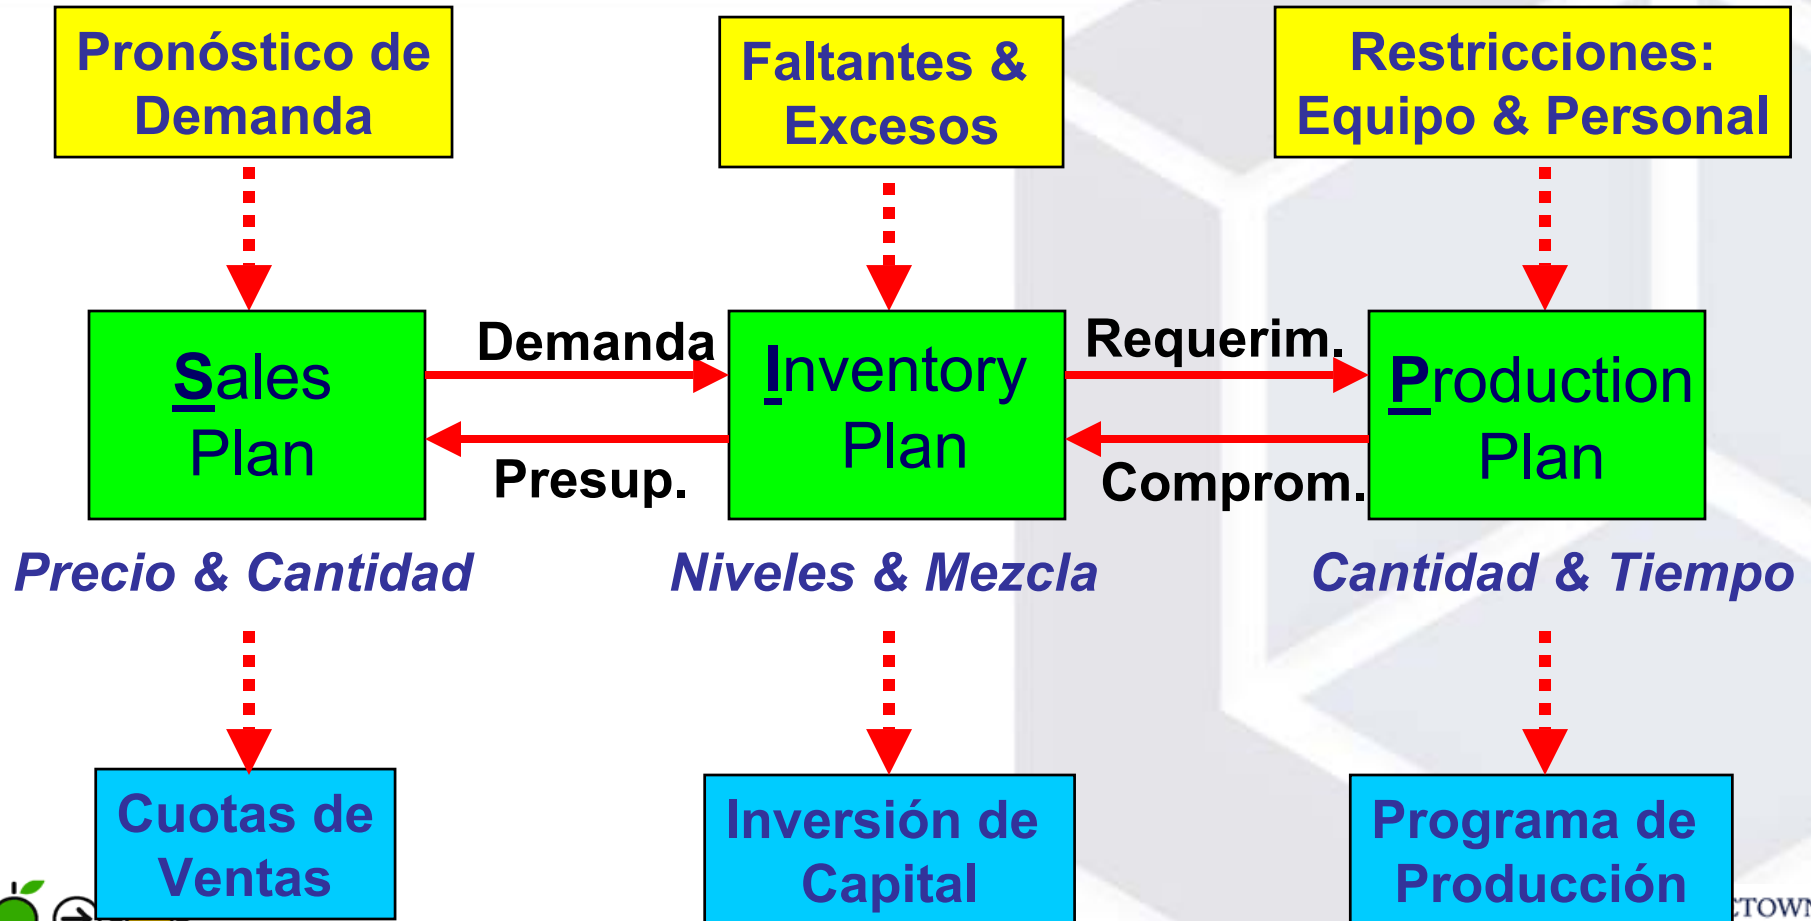 Pronóstico de
Demanda
Faltantes &
Excesos
Restricciones:
Equipo & Personal
Sales
Plan
Demanda
Presup.
Inventory
Plan
Requerim.
Comprom.
Production
Plan
Precio & Cantidad
Niveles & Mezcla
Cantidad & Tiempo
Cuotas de
Ventas
Inversión de
Capital
Programa de
Producción